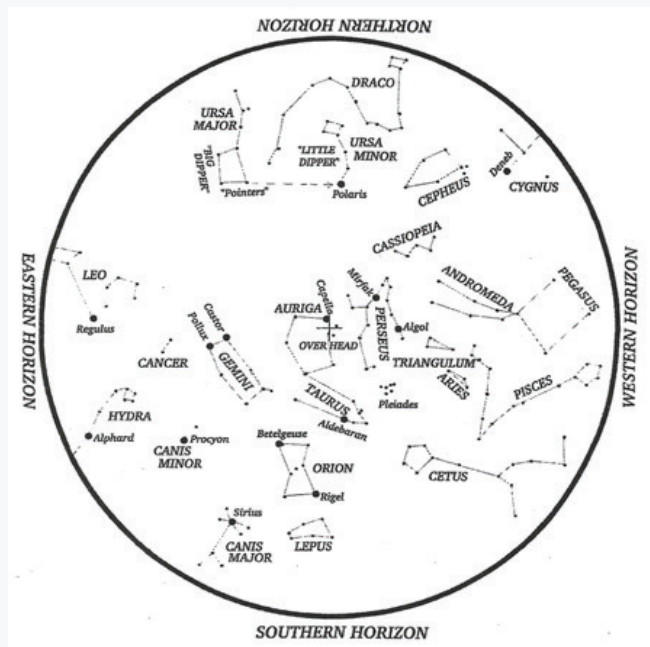 NORTHERN HORIZON
DRACO
URSA
MAJOR
"BIG
DIPPER"
"LITTLE
DIPPER"
URSA
MINOR
"Pointers"
Polaris
CEPHEUS
Deneb
CYGNUS
CASSIOPEIA
LEO
Regulus
EASTERN HORIZON
Castor
Pollux
GEMINI
CANCER
AURIGA
Capella
OVER HEAD
Mirfak
PERSEUS
Algol
ANDROMEDA
PEGASUS
WESTERN HORIZON
TRIANGULUM
ARIES
PISCES
TAURUS
Pleiades
Aldebaran
HYDRA
Alphard
Procyon
CANIS
MINOR
Betelgeuse
ORION
Rigel
CETUS
Sirius
CANIS
MAJOR
LEPUS
SOUTHERN HORIZON